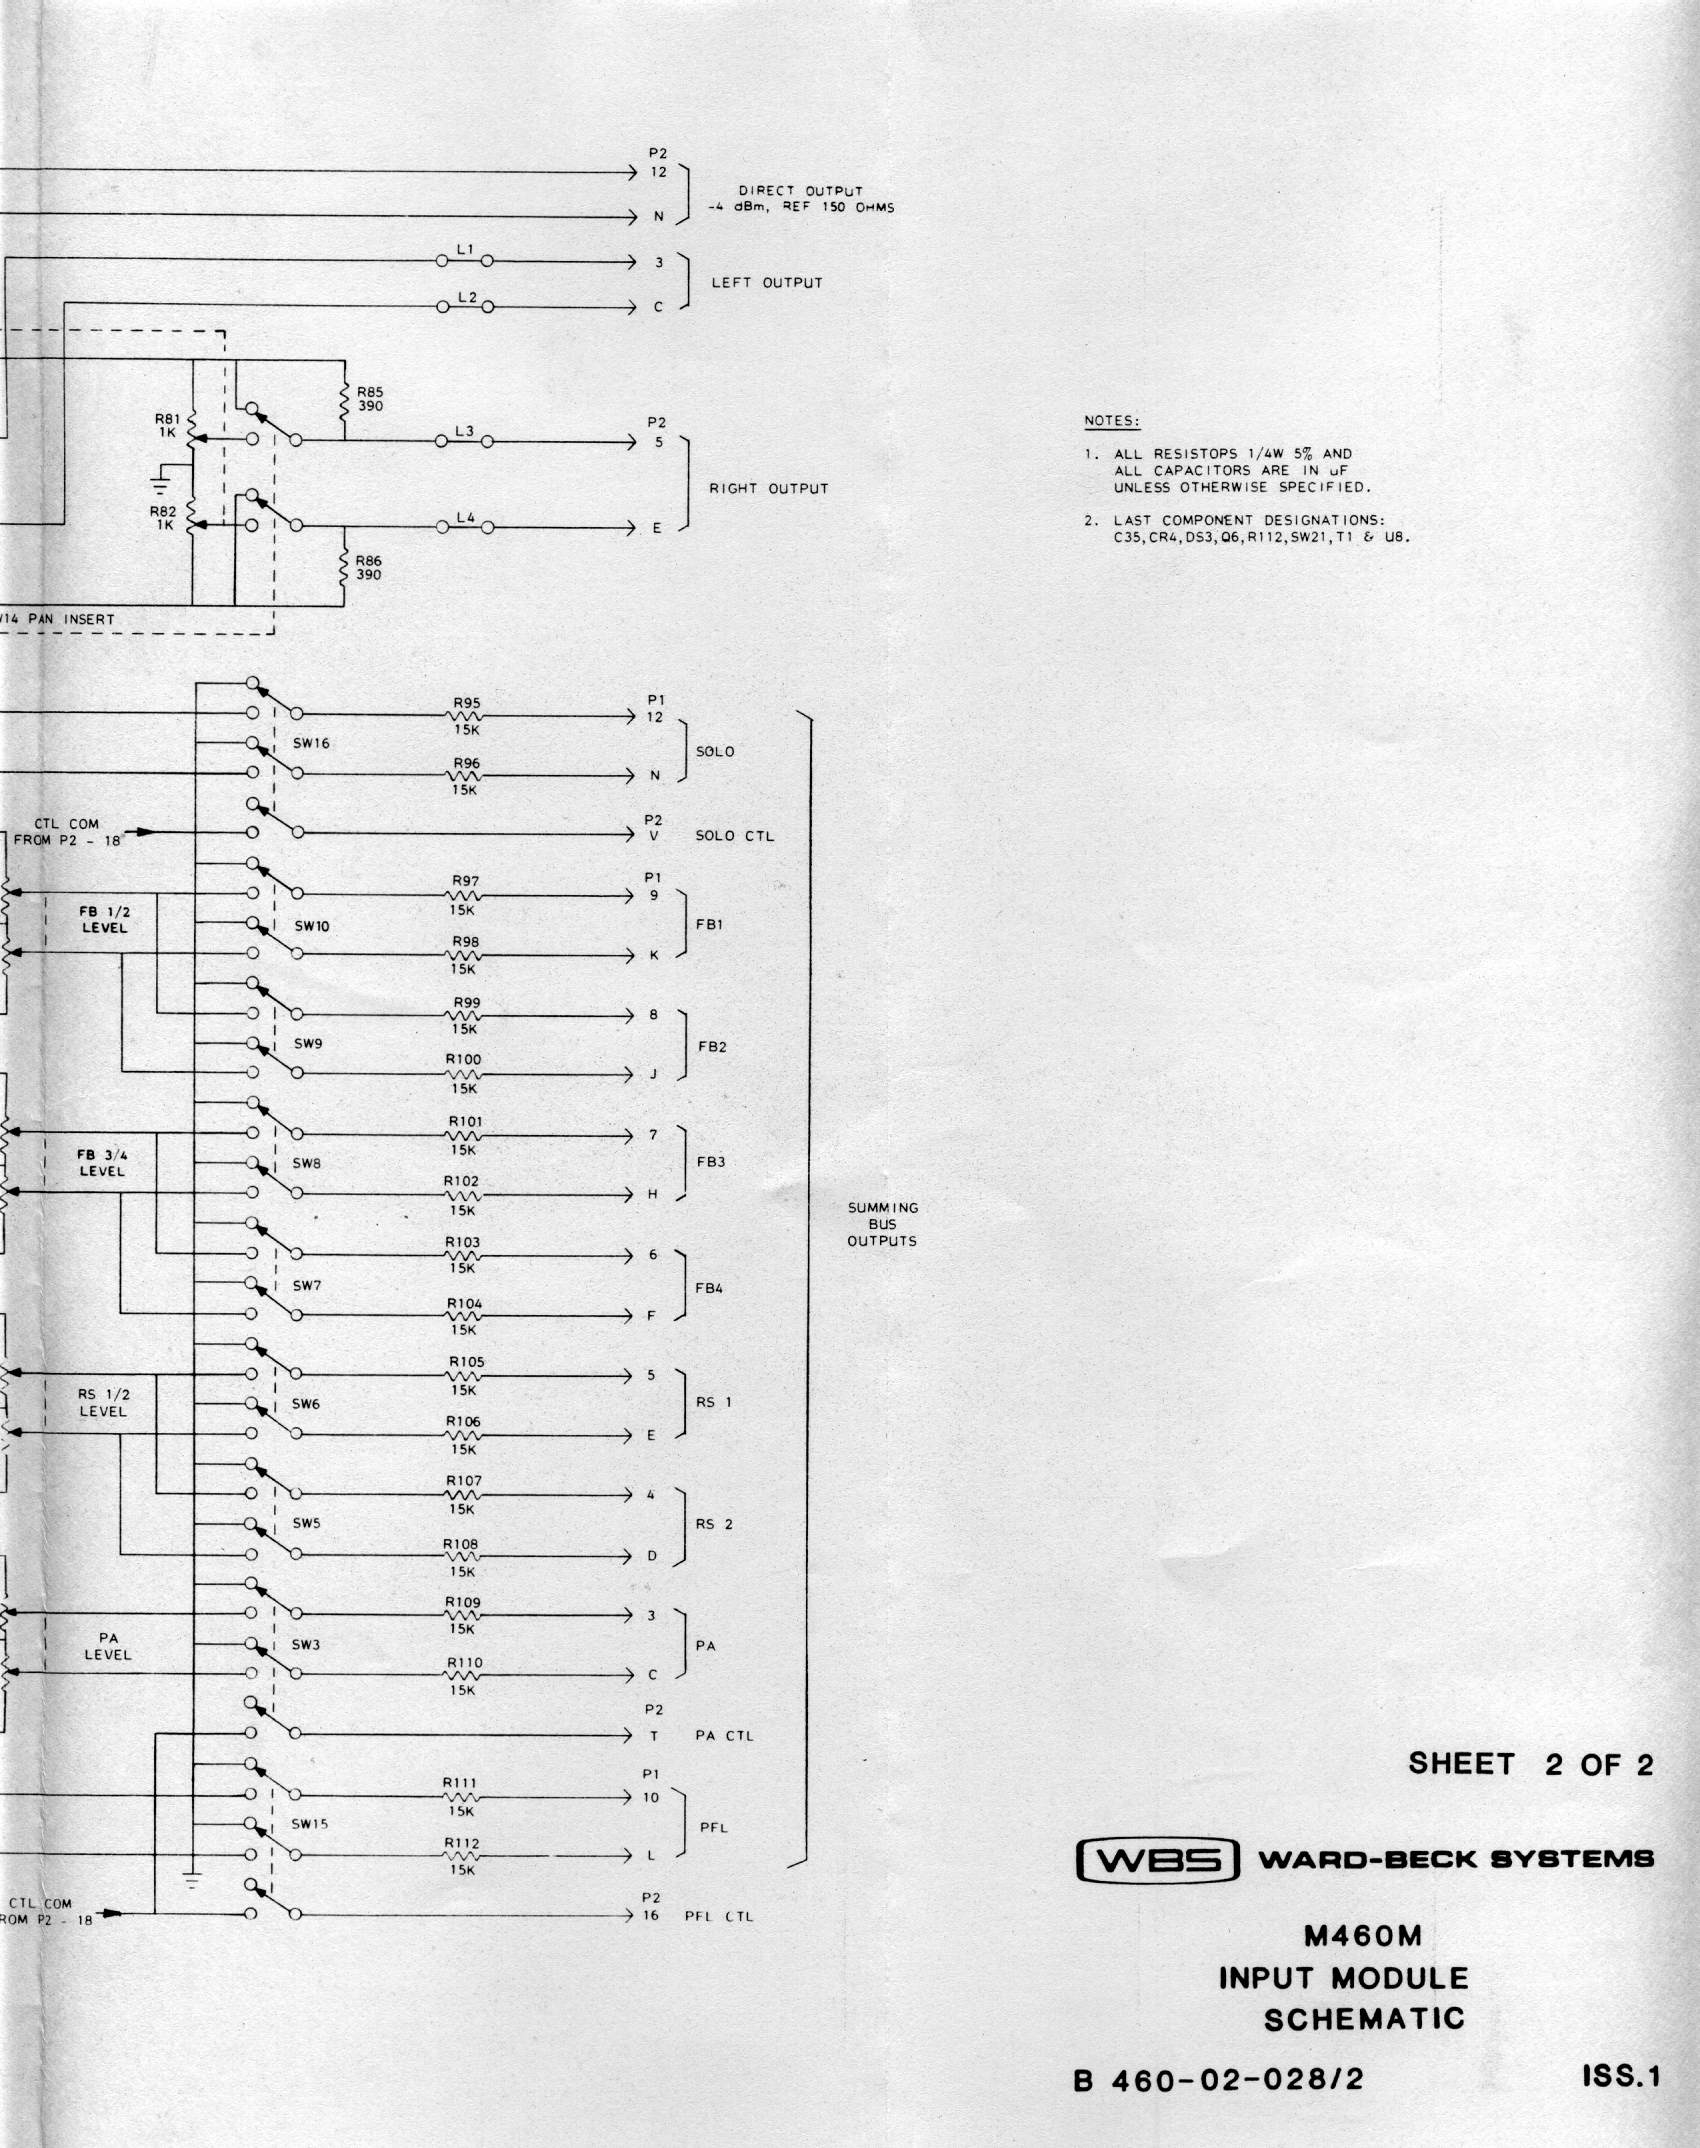 P2
12
DIRECT OUTPUT
-4 dBm, REF 150 OHMS
N
L1
3
LEFT OUTPUT
L2
C
R85
390
R81
1K
L3
P2
5
RIGHT OUTPUT
R82
1K
L4
E
R86
390
14 PAN INSERT
NOTES:
1. ALL RESISTOPS 1/4W 5% AND
ALL CAPACITORS ARE IN uF
UNLESS OTHERWISE SPECIFIED.
2. LAST COMPONENT DESIGNATIONS:
C35,CR4,DS3,Q6,R112,SW21,T1 & U8.
R95
15K
P1
12
SW16
SOLO
R96
15K
N
CTL COM
FROM P2 - 18
P2
V
SOLO CTL
R97
15K
P1
9
FB 1/2
LEVEL
SW10
FB1
R98
15K
K
R99
15K
8
SW9
FB2
R100
15K
J
R101
15K
7
FB 3/4
LEVEL
SW8
FB3
R102
15K
H
SUMMING
BUS
OUTPUTS
R103
15K
6
SW7
FB4
R104
15K
F
R105
15K
5
RS 1/2
LEVEL
SW6
RS 1
R106
15K
E
R107
15K
4
SW5
RS 2
R108
15K
D
R109
15K
3
PA
LEVEL
SW3
PA
R110
15K
C
P2
T
PA CTL
R111
15K
P1
10
SW15
PFL
R112
15K
L
CTL COM
ROM P2 - 18
P2
16
PFL CTL
SHEET 2 OF 2
WBS WARD-BECK SYSTEMS
M460M
INPUT MODULE
SCHEMATIC
B 460-02-028/2
ISS.1